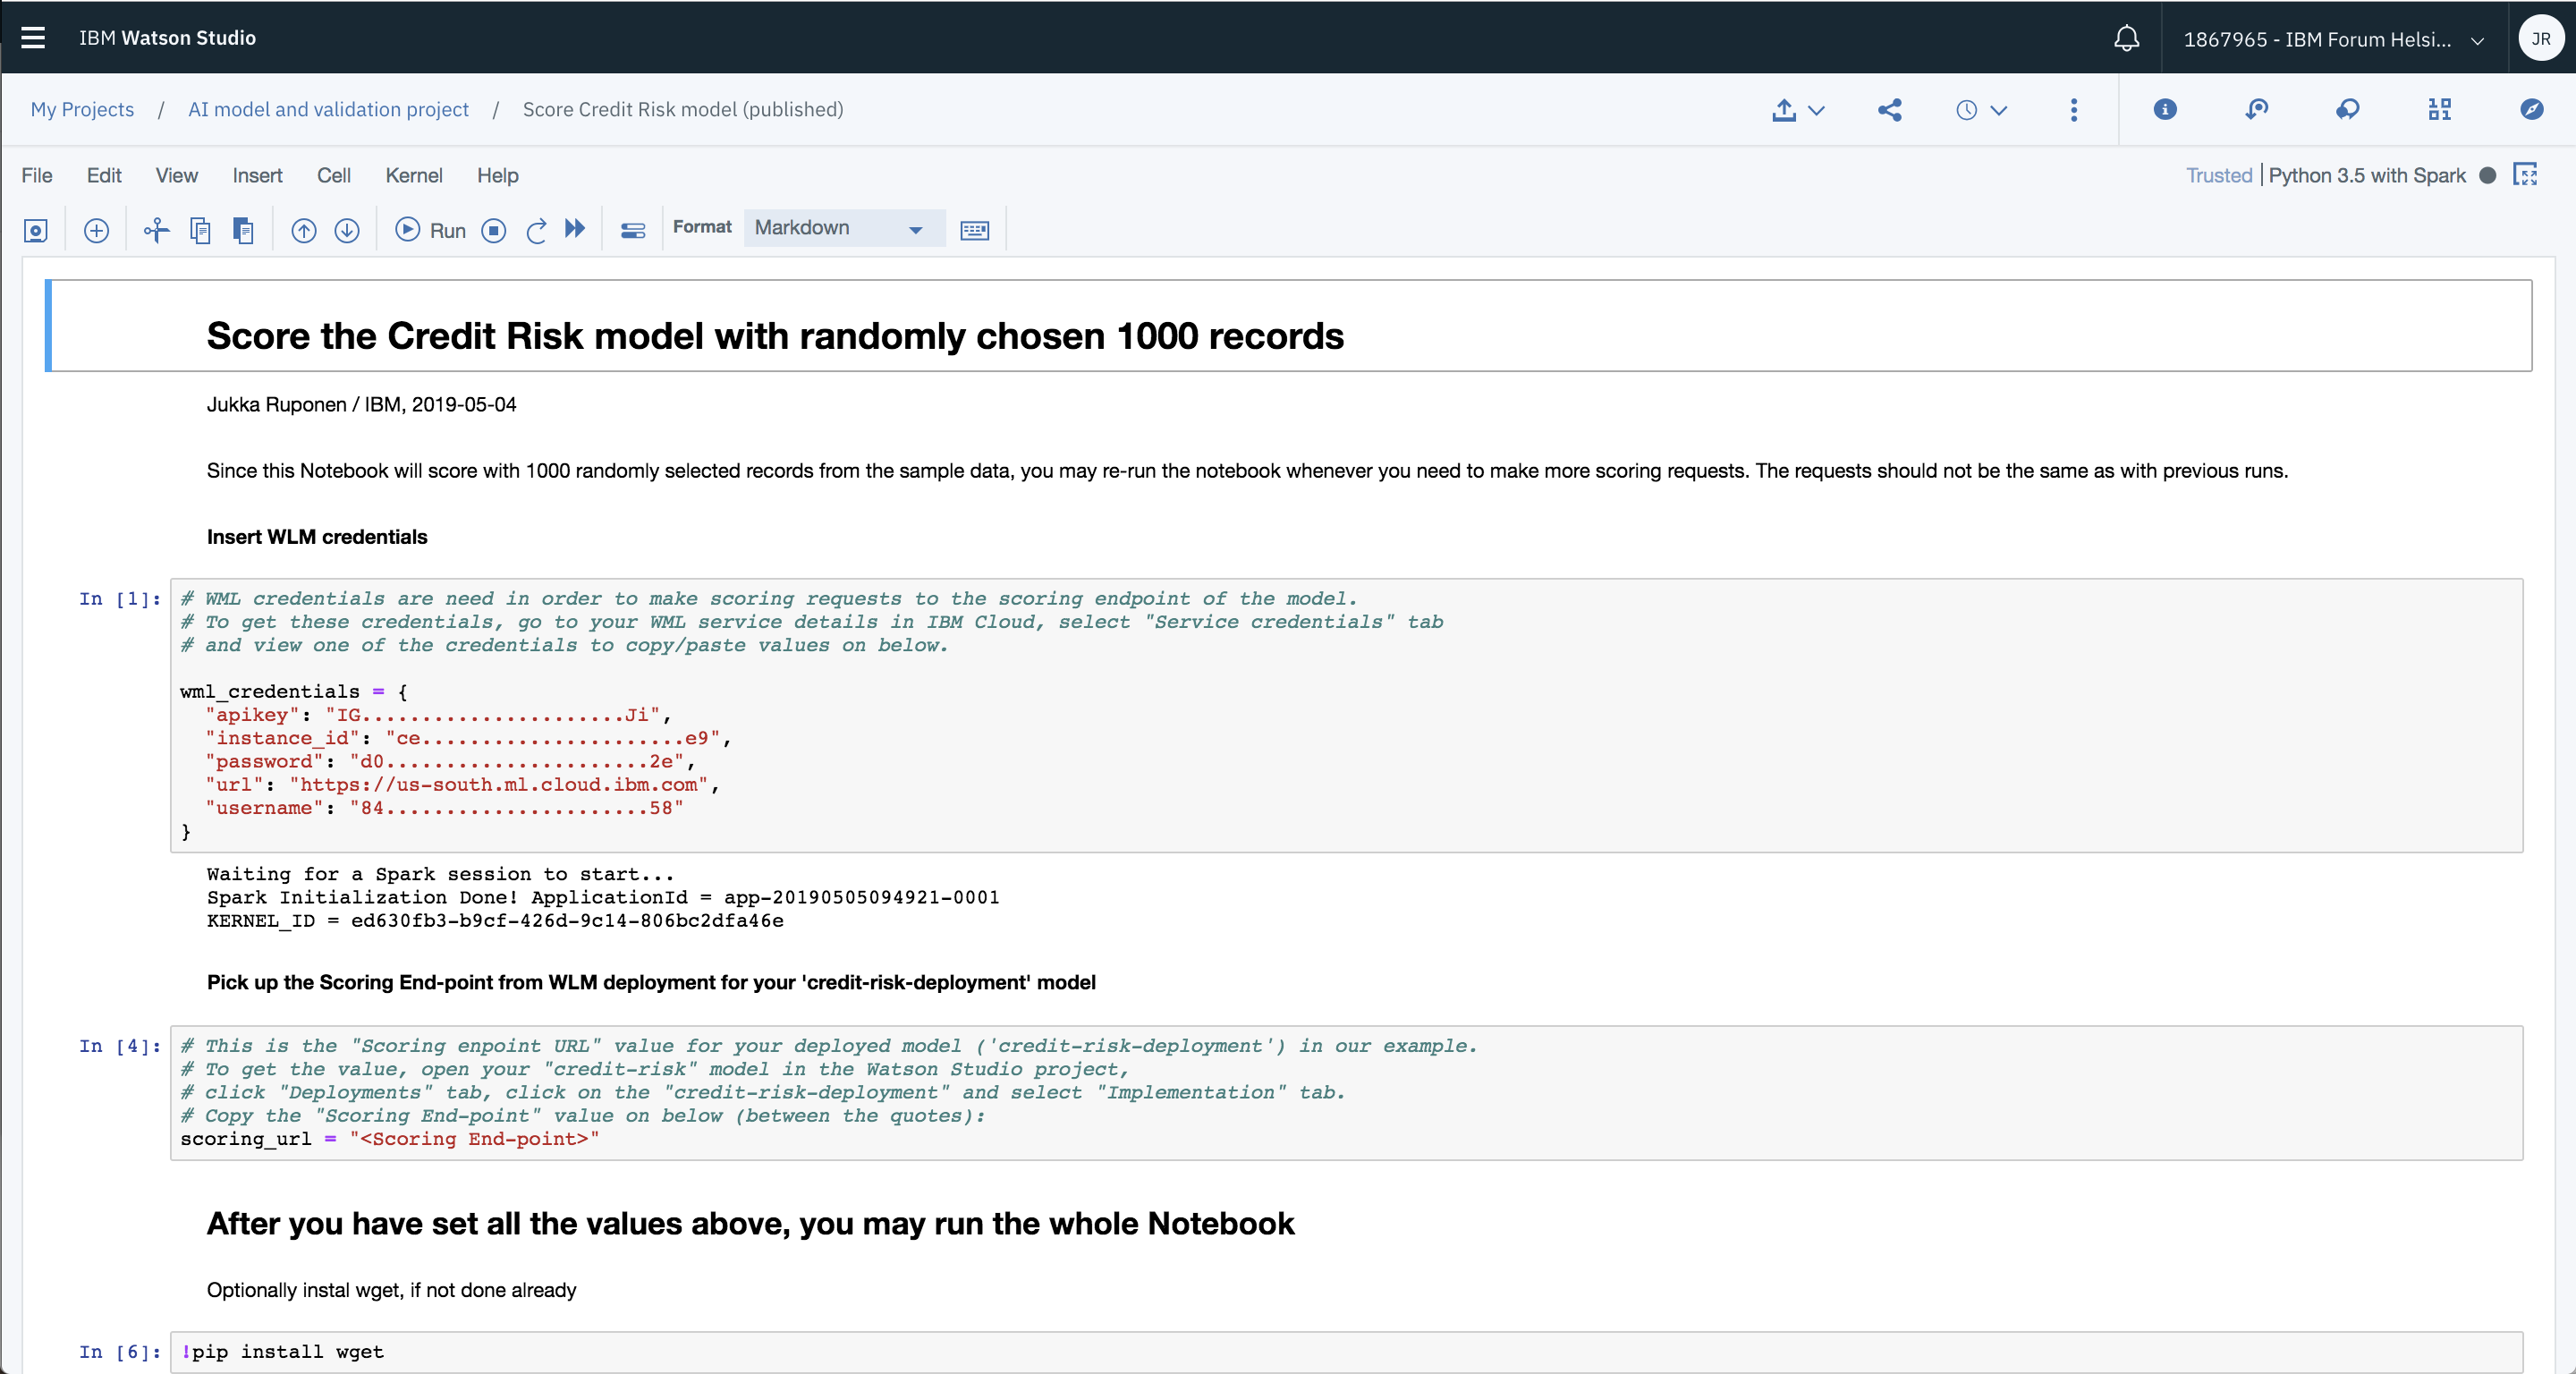 IBM Watson Studio
1867965 - IBM Forum Helsi...
JR
My Projects / AI model and validation project / Score Credit Risk model (published)
File Edit View Insert Cell Kernel Help
Trusted | Python 3.5 with Spark
Run
Format
Markdown
Score the Credit Risk model with randomly chosen 1000 records
Jukka Ruponen / IBM, 2019-05-04
Since this Notebook will score with 1000 randomly selected records from the sample data, you may re-run the notebook whenever you need to make more scoring requests. The requests should not be the same as with previous runs.
Insert WLM credentials
In [1]:
# WML credentials are need in order to make scoring requests to the scoring endpoint of the model.
# To get these credentials, go to your WML service details in IBM Cloud, select "Service credentials" tab
# and view one of the credentials to copy/paste values on below.
wml_credentials = {
"apikey": "IG......................Ji",
"instance_id": "ce......................e9",
"password": "d0......................2e",
"url": "https://us-south.ml.cloud.ibm.com",
"username": "84......................58"
}
Waiting for a Spark session to start...
Spark Initialization Done! ApplicationId = app-20190505094921-0001
KERNEL_ID = ed630fb3-b9cf-426d-9c14-806bc2dfa46e
Pick up the Scoring End-point from WLM deployment for your 'credit-risk-deployment' model
In [4]:
# This is the "Scoring enpoint URL" value for your deployed model ('credit-risk-deployment') in our example.
# To get the value, open your "credit-risk" model in the Watson Studio project,
# click "Deployments" tab, click on the "credit-risk-deployment" and select "Implementation" tab.
# Copy the "Scoring End-point" value on below (between the quotes):
scoring_url = "<Scoring End-point>"
After you have set all the values above, you may run the whole Notebook
Optionally instal wget, if not done already
In [6]:
!pip install wget